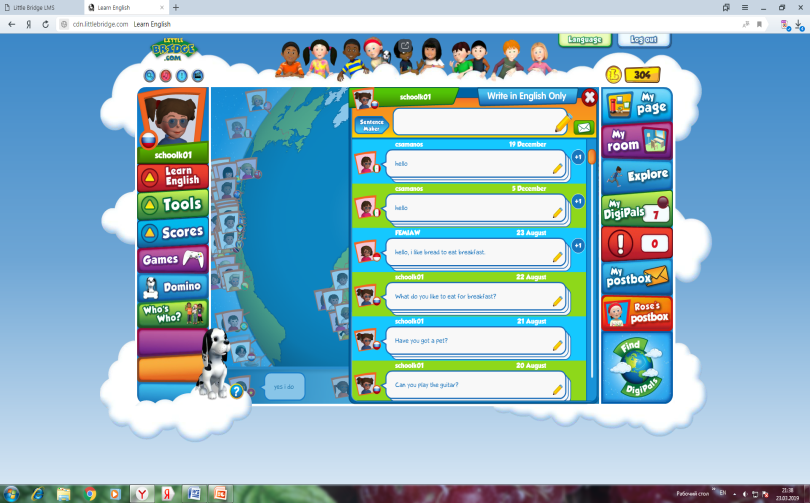 Little Bridge LMS
Learn English
cdn.littlebridge.com Learn English
LITTLE
BRIDGE
.COM
Language
Log out
304
schoolk01
Learn
English
Tools
Scores
Games
Domino
Who's
Who?
?
yes i do
schoolk01
Write in English Only
Sentence
Maker
csamanos 19 December
hello
+1
csamanos 5 December
hello
+1
FEMIAW 23 August
hello, i like bread to eat breakfast.
+1
schoolk01 22 August
What do you like to eat for breakfast?
schoolk01 21 August
Have you got a pet?
schoolk01 20 August
Can you play the guitar?
My
page
My
room
Explore
My
DigiPals
7
! 0
My
postbox
Rose's
postbox
Find
DigiPals
Рабочий стол
EN
21:38
23.03.2019